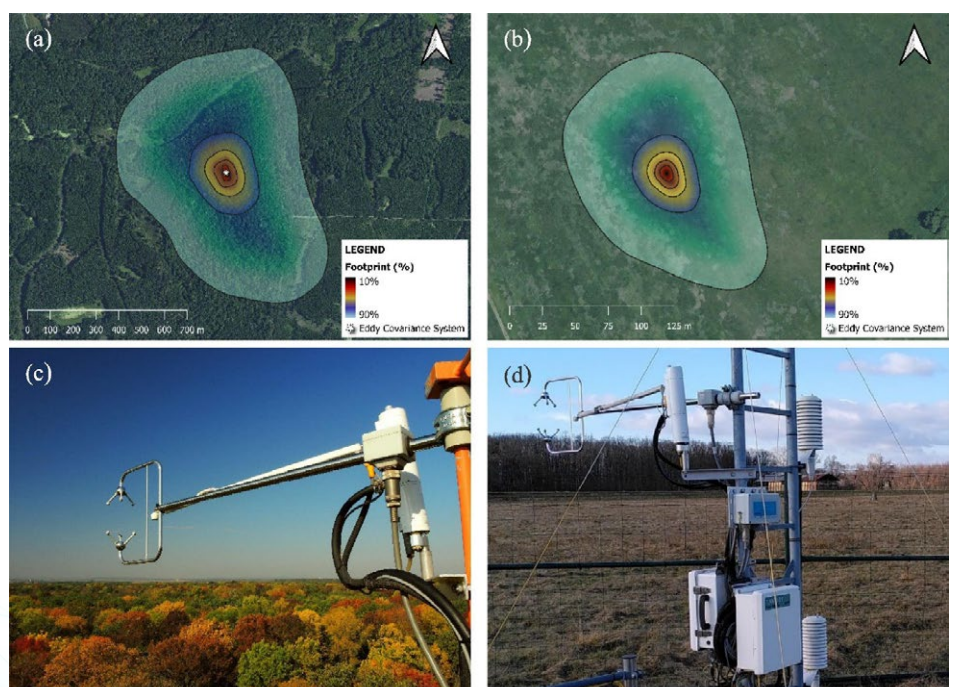 (a)
LEGEND
Footprint (%)
10%
90%
Eddy Covariance System
0 100 200 300 400 500 600 700 m
(b)
LEGEND
Footprint (%)
10%
90%
Eddy Covariance System
0 25 50 75 100 125 m
(c)
(d)